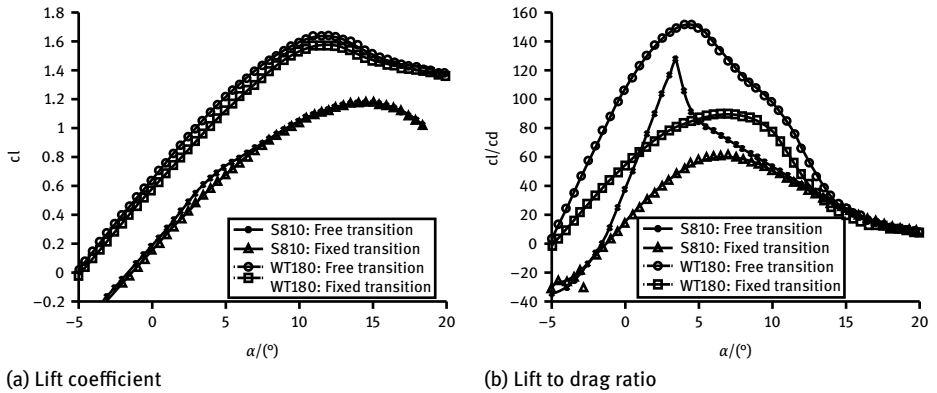 1.8
1.6
1.4
1.2
1
0.8
0.6
0.4
0.2
0
−0.2
cl
−5
0
5
10
15
20
α/(°)
S810: Free transition
S810: Fixed transition
WT180: Free transition
WT180: Fixed transition
(a) Lift coefficient
160
140
120
100
80
60
40
20
0
−20
−40
cl/cd
−5
0
5
10
15
20
α/(°)
S810: Free transition
S810: Fixed transition
WT180: Free transition
WT180: Fixed transition
(b) Lift to drag ratio